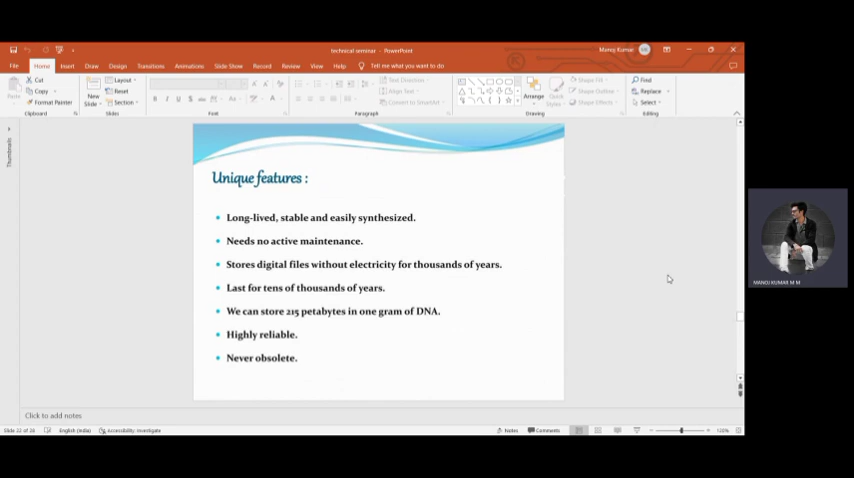 technical seminar - PowerPoint
Manoj Kumar
File Home Insert Draw Design Transitions Animations Slide Show Record Review View Help Tell me what you want to do
Cut
Copy
Format Painter
Paste
Clipboard
New
Slide
Layout
Reset
Section
Slides
Font
Text Direction
Align Text
Convert to SmartArt
Paragraph
Arrange
Quick
Styles
Shape Fill
Shape Outline
Shape Effects
Drawing
Find
Replace
Select
Editing
Thumbnails
Unique features :
Long-lived, stable and easily synthesized.
Needs no active maintenance.
Stores digital files without electricity for thousands of years.
Last for tens of thousands of years.
We can store 215 petabytes in one gram of DNA.
Highly reliable.
Never obsolete.
MANOJ KUMAR M M
Click to add notes
English (India) Accessibility: Investigate
Notes Comments